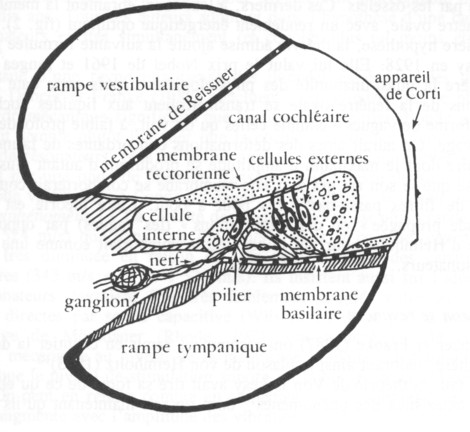 rampe vestibulaire
membrane de Reissner
appareil
de Corti
canal cochléaire
membrane
tectorienne
cellules externes
cellule
interne
nerf
ganglion
pilier
membrane
basilaire
rampe tympanique